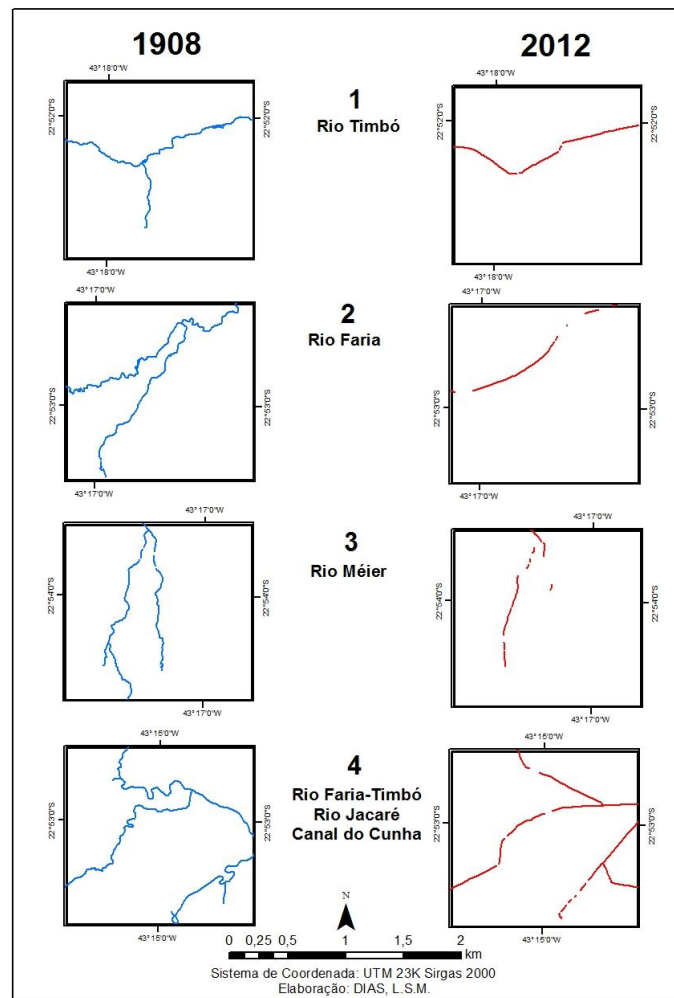 1908
2012
43°18'0"W
43°18'0"W
22°52'0"S
22°52'0"S
1
Rio Timbó
22°52'0"S
22°52'0"S
43°18'0"W
43°18'0"W
43°17'0"W
43°17'0"W
22°53'0"S
22°53'0"S
2
Rio Faria
22°53'0"S
22°53'0"S
43°17'0"W
43°17'0"W
43°17'0"W
43°17'0"W
22°54'0"S
22°54'0"S
3
Rio Méier
22°54'0"S
22°54'0"S
43°17'0"W
43°17'0"W
43°15'0"W
43°15'0"W
22°53'0"S
22°53'0"S
4
Rio Faria-Timbó
Rio Jacaré
Canal do Cunha
22°53'0"S
22°53'0"S
43°15'0"W
43°15'0"W
N
0 0,25 0,5 1 1,5 2
km
Sistema de Coordenada: UTM 23K Sirgas 2000
Elaboração: DIAS, L.S.M.